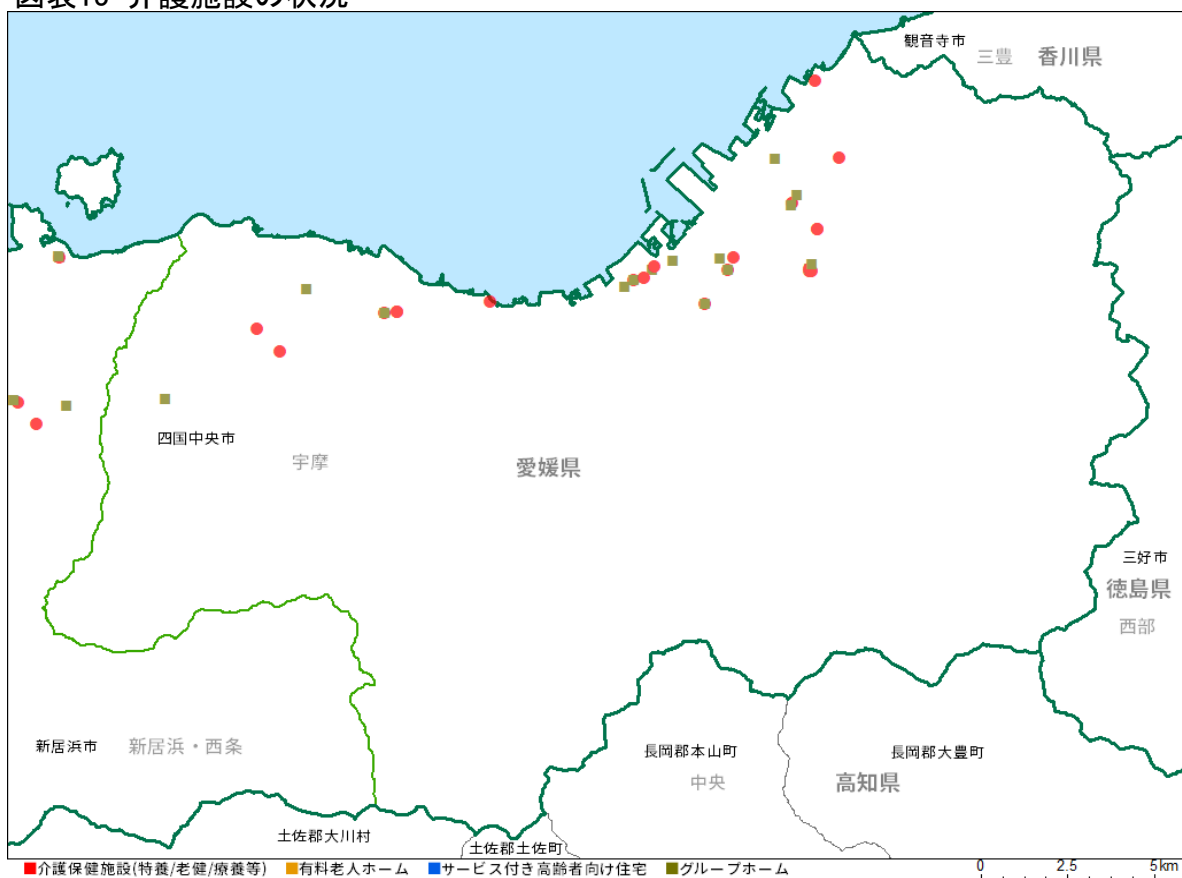 図表10 介護施設の状況
観音寺市
三豊 香川県
四国中央市
宇摩
愛媛県
三好市
徳島県
西部
新居浜市 新居浜・西条
長岡郡本山町
中央
長岡郡大豊町
高知県
土佐郡大川村
土佐郡土佐町
介護保健施設(特養/老健/療養等) 有料老人ホーム サービス付き高齢者向け住宅 グループホーム
0 2.5 5km